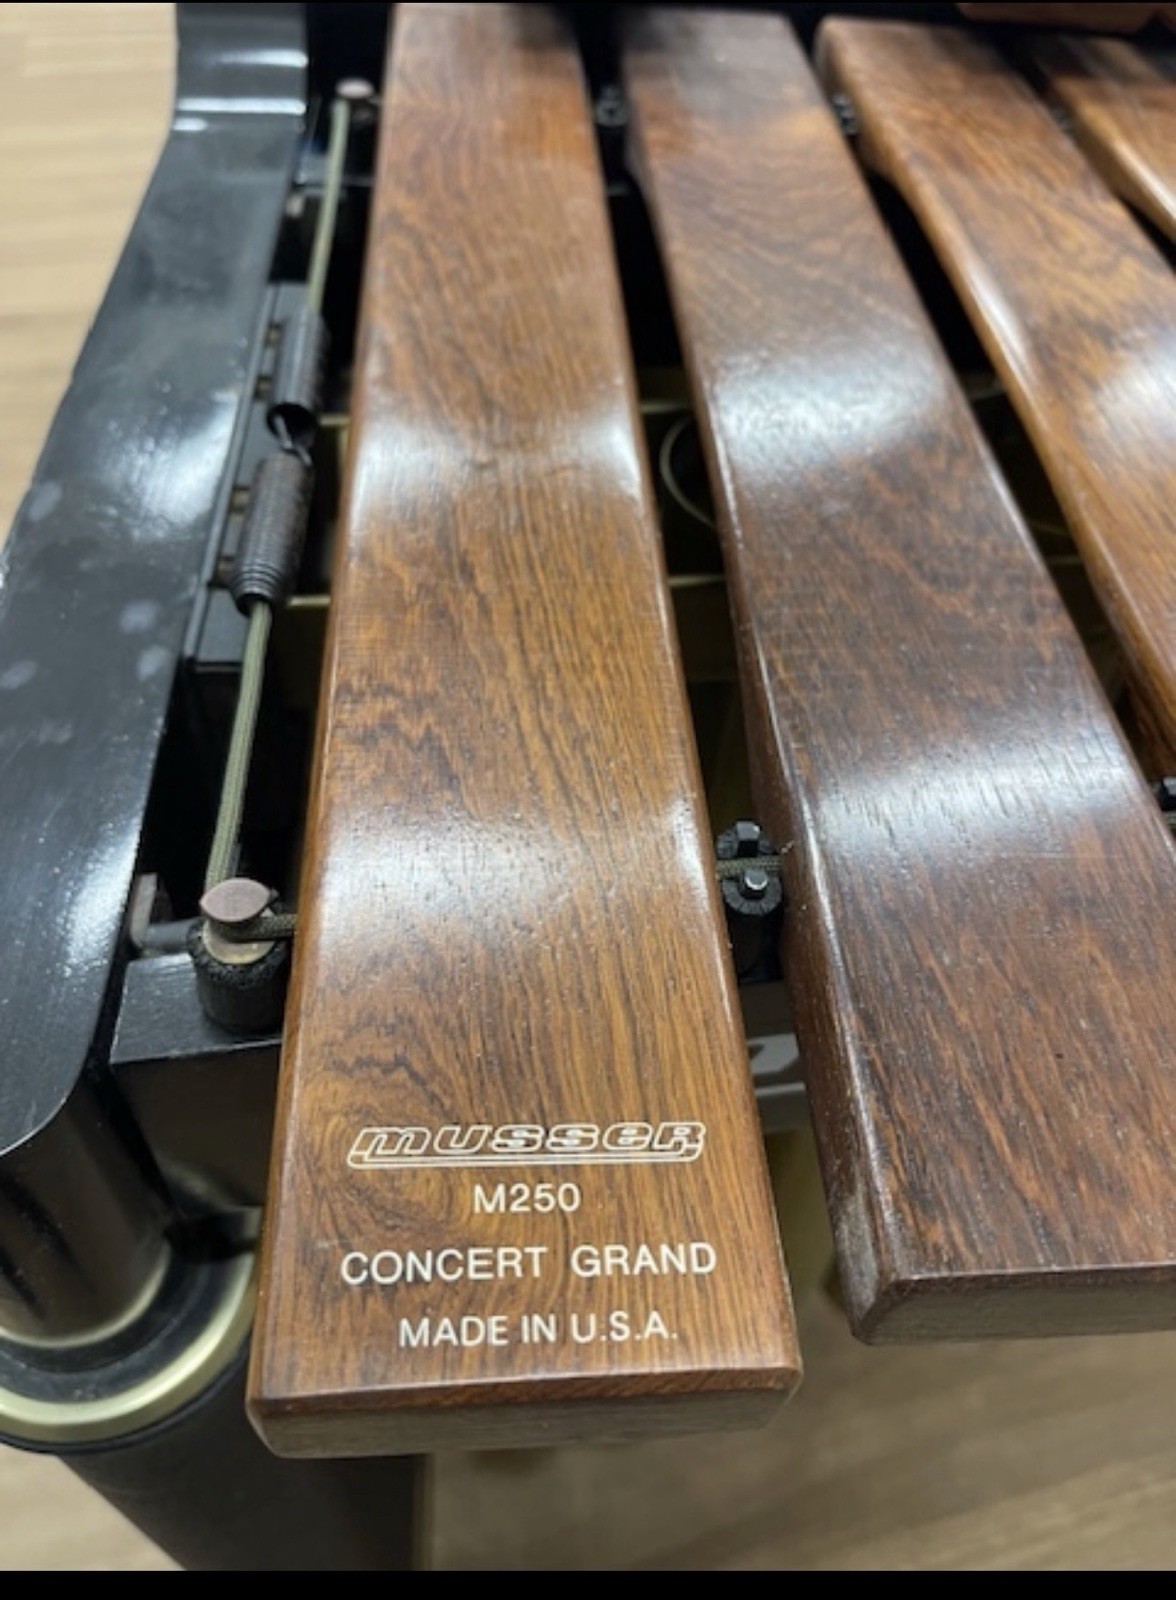 musser
M250
CONCERT GRAND
MADE IN U.S.A.